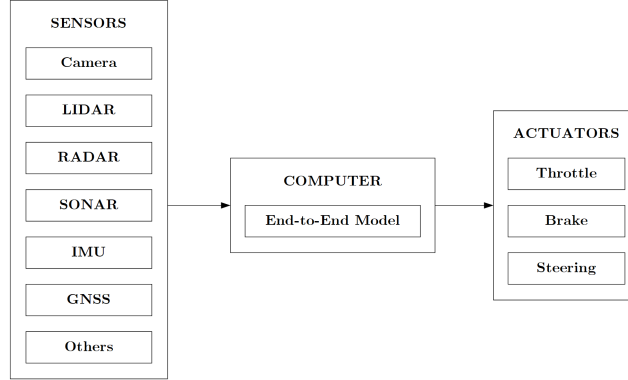 SENSORS
Camera
LIDAR
RADAR
SONAR
IMU
GNSS
Others
COMPUTER
End-to-End Model
ACTUATORS
Throttle
Brake
Steering